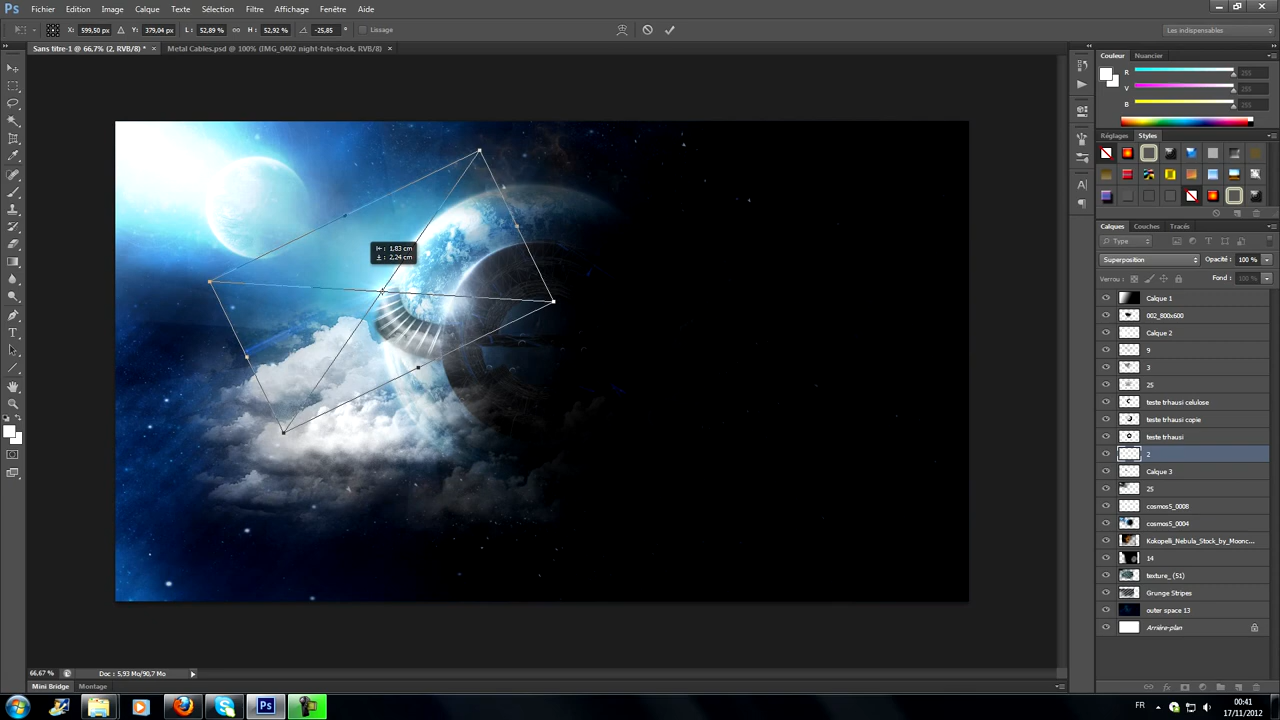 Ps Fichier Edition Image Calque Texte Sélection Filtre Affichage Fenêtre Aide
X: 599,50 px Y: 379,04 px L: 52,89 % H: 52,92 % -25,85 ° Lissage Les indispensables
Sans titre-1 @ 66,7% (2, RVB/8) * × Metal Cables.psd @ 100% (IMG_0402 night-fate-stock, RVB/8) ×
Couleur Nuancier
R 255
V 255
B 255
Réglages Styles
Calques Couches Tracés
Type
Superposition Opacité : 100 %
Verrou : Fond : 100 %
Calque 1
002_800x600
Calque 2
9
3
25
teste trhausi celulose
teste trhausi copie
teste trhausi
2
Calque 3
25
cosmos5_0008
cosmos5_0004
Kokopelli_Nebula_Stock_by_Moonc...
14
texture_ (51)
Grunge Stripes
outer space 13
Arrière-plan
: 1,83 cm
: 2,24 cm
66,67 % Doc : 5,93 Mo/90,7 Mo
Mini Bridge Montage
FR 00:41
17/11/2012